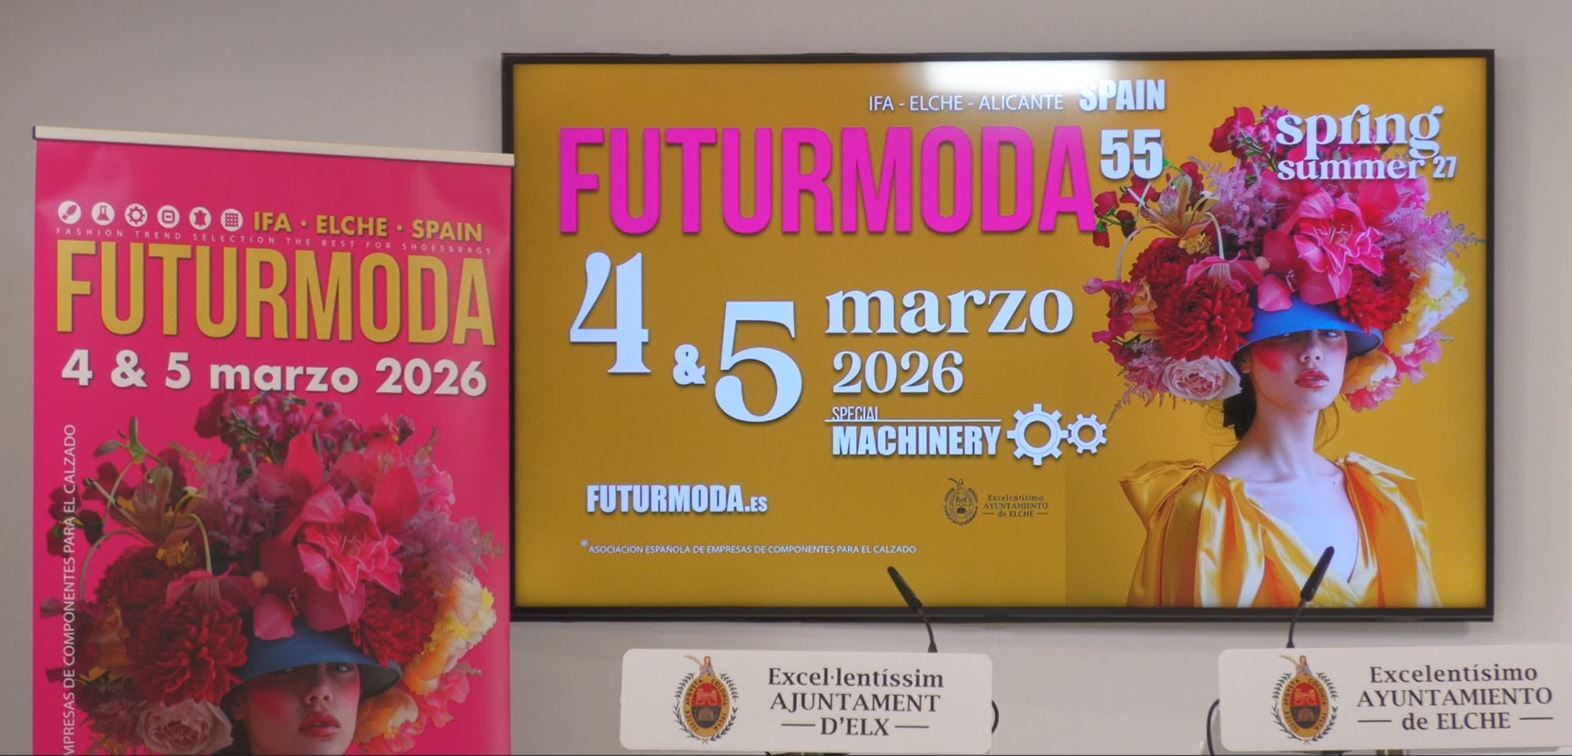 IFA · ELCHE · SPAIN
FASHION TREND SELECTION THE BEST FOR SHOES&BAGS
FUTURMODA
4 & 5 marzo 2026
EMPRESAS DE COMPONENTES PARA EL CALZADO
IFA - ELCHE - ALICANTE SPAIN
FUTURMODA 55
spring
summer 27
4 & 5 marzo
2026
SPECIAL
MACHINERY
FUTURMODA.ES
Excelentísimo
AYUNTAMIENTO
de ELCHE
ASOCIACION ESPAÑOLA DE EMPRESAS DE COMPONENTES PARA EL CALZADO
Excel·lentíssim
AJUNTAMENT
D'ELX
Excelentísimo
AYUNTAMIENTO
de ELCHE